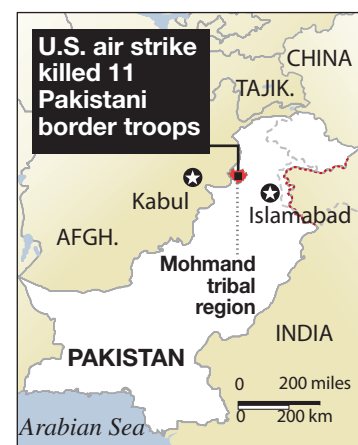 U.S. air strike
killed 11
Pakistani
border troops
CHINA
TAJIK.
Kabul
Islamabad
AFGH.
Mohmand
tribal
region
INDIA
PAKISTAN
0 200 miles
0 200 km
Arabian Sea